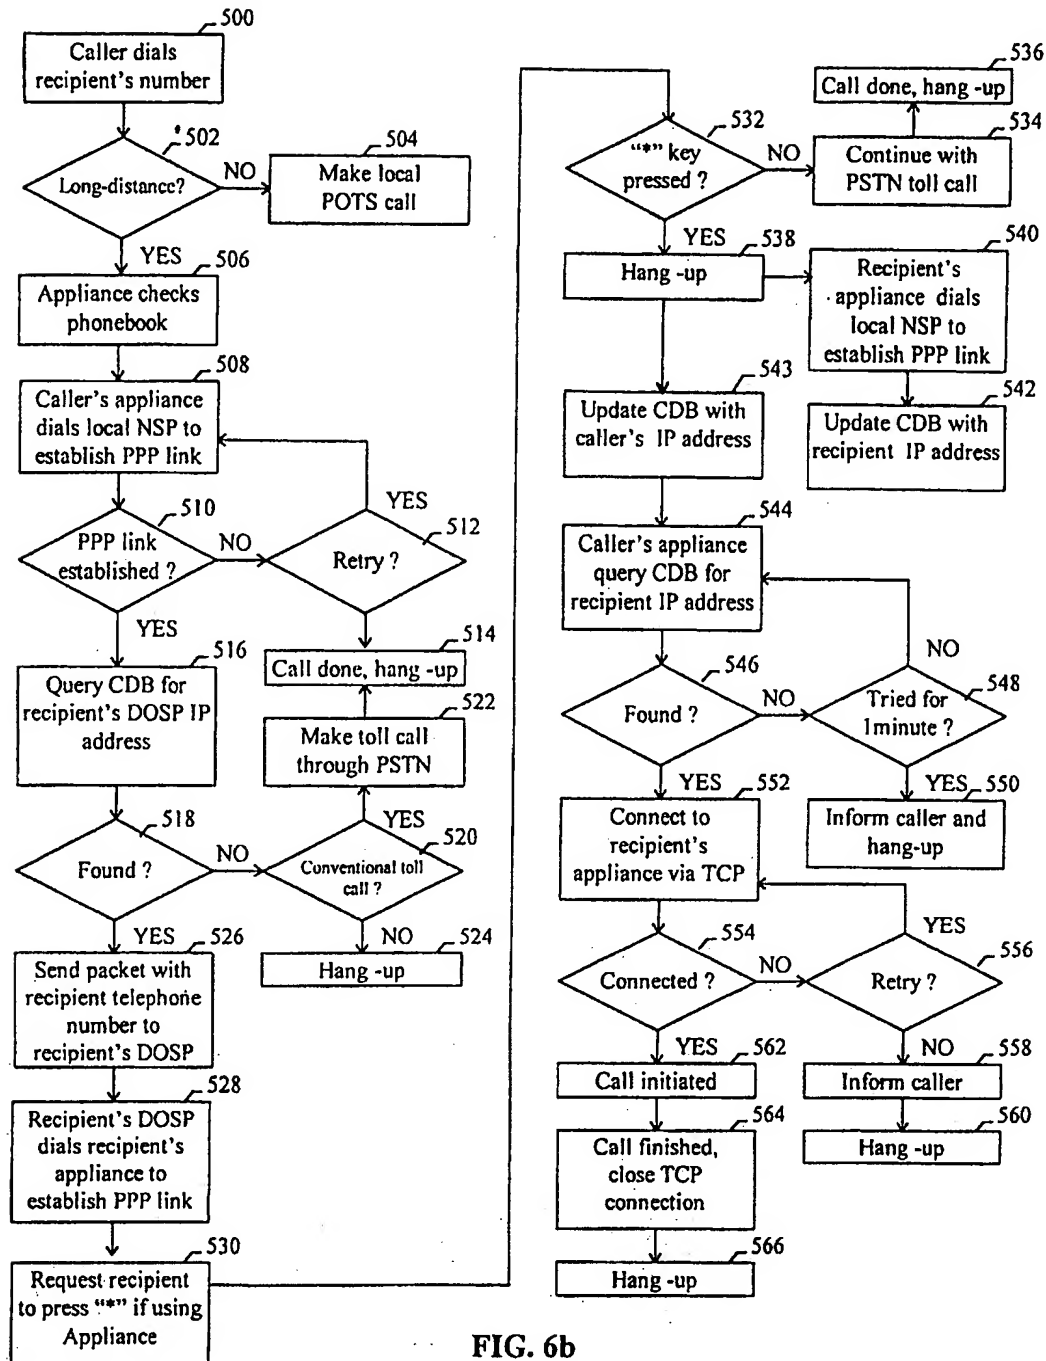 500
Caller dials
recipient's number
502
Long-distance?
NO
504
Make local
POTS call
YES
506
Appliance checks
phonebook
508
Caller's appliance
dials local NSP to
establish PPP link
510
PPP link
established ?
NO
YES
512
Retry ?
YES
514
Call done, hang -up
516
Query CDB for
recipient's DOSP IP
address
522
Make toll call
through PSTN
518
Found ?
NO
YES
520
Conventional toll
call ?
YES
526
Send packet with
recipient telephone
number to
recipient's DOSP
NO
524
Hang -up
528
Recipient's DOSP
dials recipient's
appliance to
establish PPP link
530
Request recipient
to press "*" if using
Appliance
532
"*" key
pressed ?
NO
536
Call done, hang -up
534
Continue with
PSTN toll call
YES
538
Hang -up
540
Recipient's
appliance dials
local NSP to
establish PPP link
543
Update CDB with
caller's IP address
542
Update CDB with
recipient IP address
544
Caller's appliance
query CDB for
recipient IP address
546
Found ?
NO
NO
548
Tried for
1minute ?
YES
552
Connect to
recipient's
appliance via TCP
YES
550
Inform caller and
hang-up
554
Connected ?
NO
YES
556
Retry ?
YES
562
Call initiated
NO
558
Inform caller
564
Call finished,
close TCP
connection
560
Hang -up
566
Hang -up
FIG. 6b